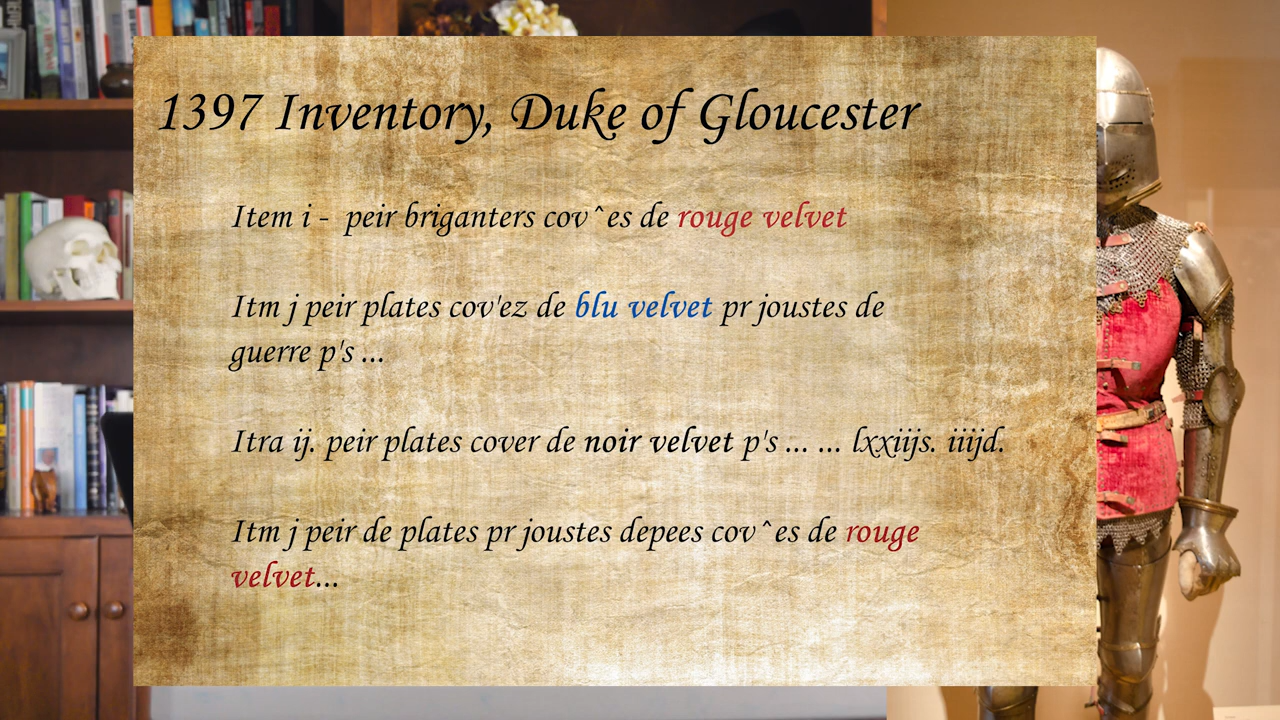 1397 Inventory, Duke of Gloucester
Item i - peir briganters cov^es de rouge velvet
Itm j peir plates cov'ez de blu velvet pr joustes de
guerre p's ...
Itra ij. peir plates cover de noir velvet p's ... ... lxxiijs. iiijd.
Itm j peir de plates pr joustes depees cov^es de rouge
velvet...